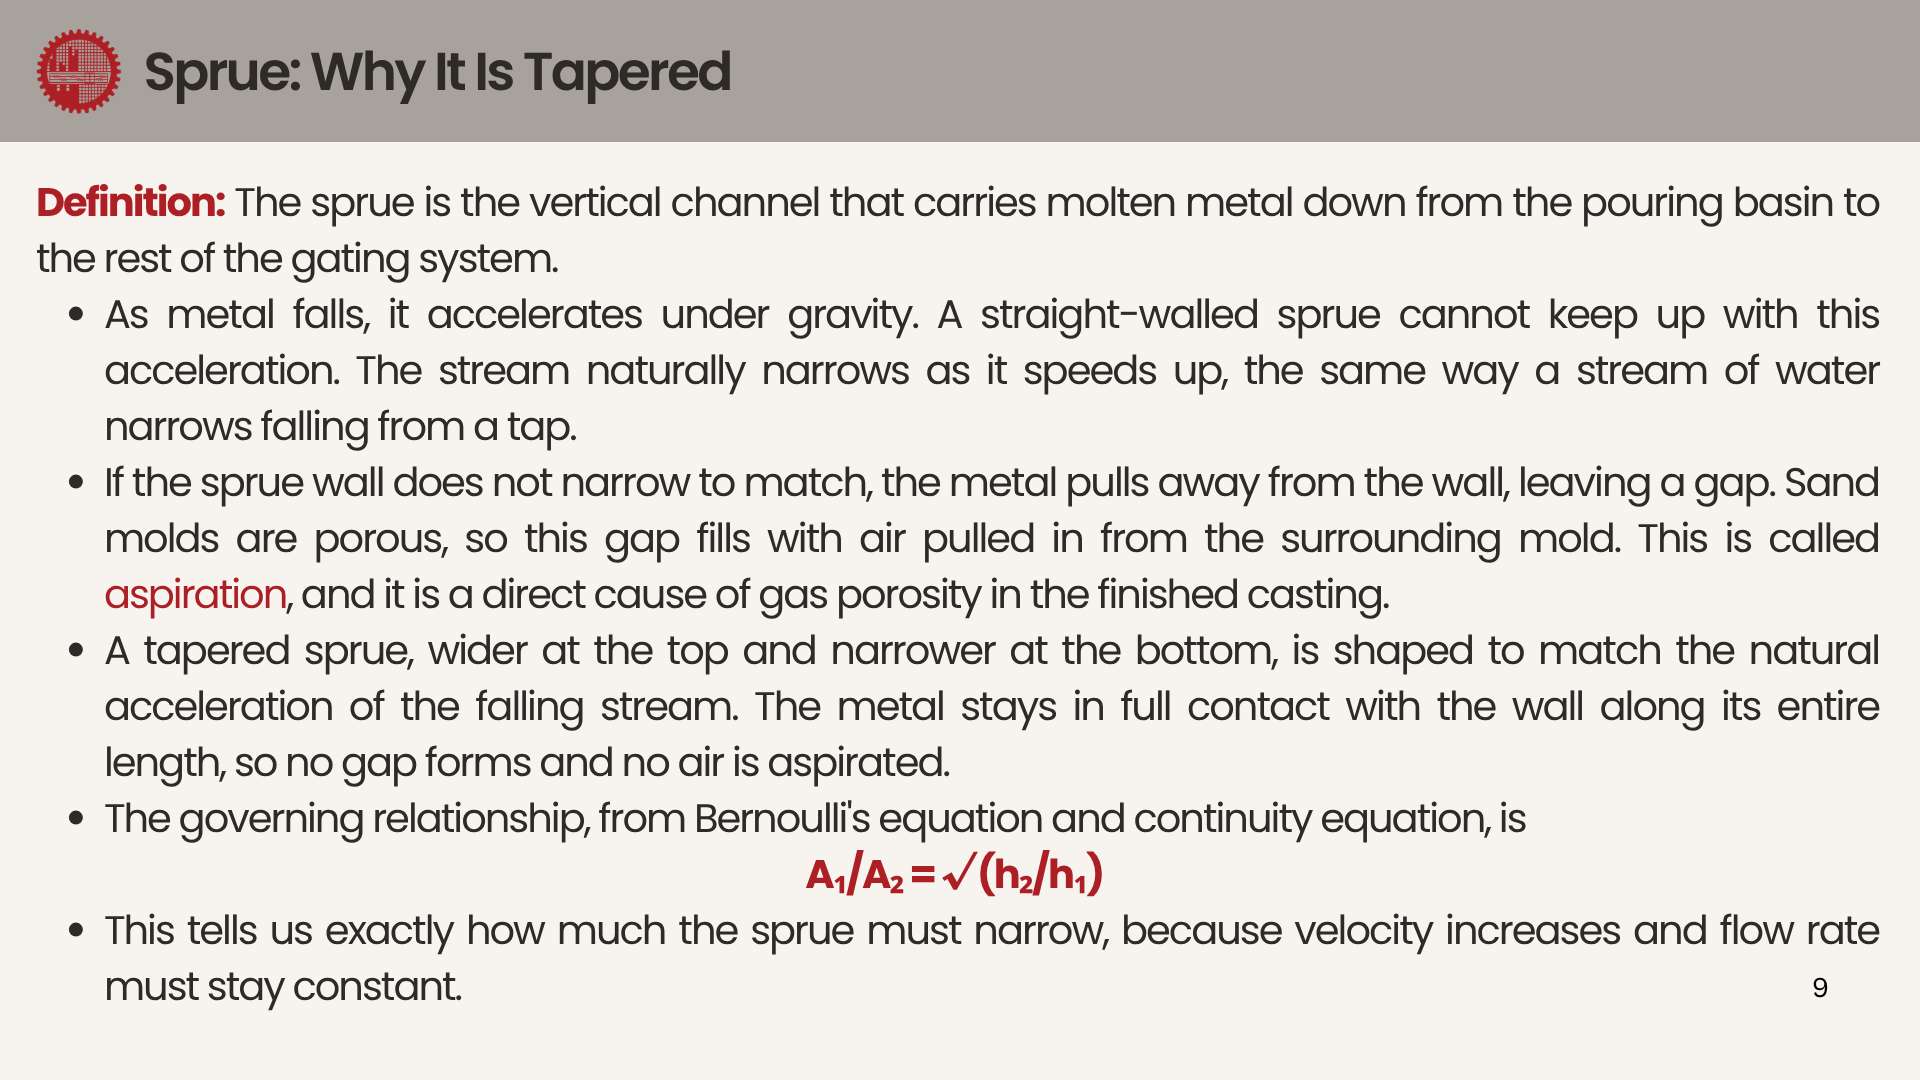 Sprue: Why It Is Tapered
Definition: The sprue is the vertical channel that carries molten metal down from the pouring basin to
the rest of the gating system.
• As metal falls, it accelerates under gravity. A straight-walled sprue cannot keep up with this
acceleration. The stream naturally narrows as it speeds up, the same way a stream of water
narrows falling from a tap.
• If the sprue wall does not narrow to match, the metal pulls away from the wall, leaving a gap. Sand
molds are porous, so this gap fills with air pulled in from the surrounding mold. This is called
aspiration, and it is a direct cause of gas porosity in the finished casting.
• A tapered sprue, wider at the top and narrower at the bottom, is shaped to match the natural
acceleration of the falling stream. The metal stays in full contact with the wall along its entire
length, so no gap forms and no air is aspirated.
• The governing relationship, from Bernoulli's equation and continuity equation, is
A₁/A₂ = √(h₂/h₁)
• This tells us exactly how much the sprue must narrow, because velocity increases and flow rate
must stay constant.
9